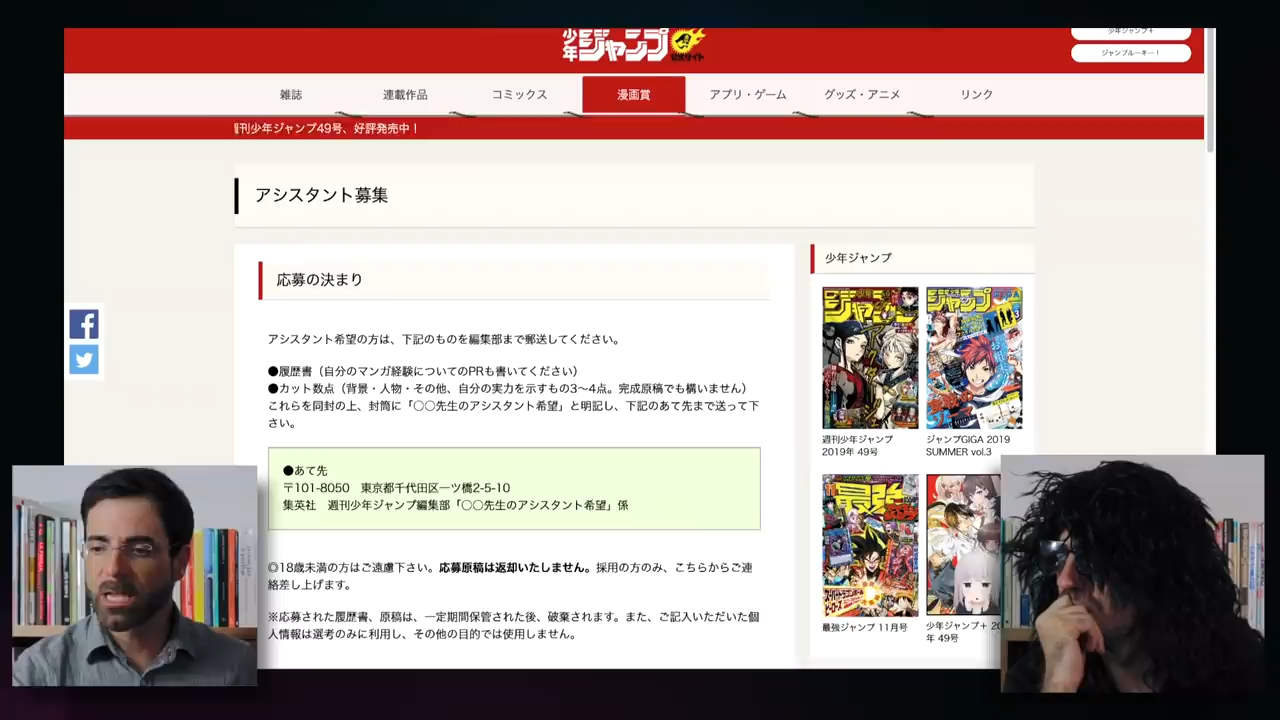 少年ジャンプ
公式サイト
少年ジャンプ+
ジャンプルーキー！
雑誌
連載作品
コミックス
漫画賞
アプリ・ゲーム
グッズ・アニメ
リンク
週刊少年ジャンプ49号、好評発売中！
アシスタント募集
応募の決まり
アシスタント希望の方は、下記のものを編集部まで郵送してください。
●履歴書（自分のマンガ経験についてのPRも書いてください）
●カット数点（背景・人物・その他、自分の実力を示すもの3〜4点。完成原稿でも構いません）
これらを同封の上、封筒に「〇〇先生のアシスタント希望」と明記し、下記のあて先まで送って下
さい。
●あて先
〒101-8050　東京都千代田区一ツ橋2-5-10
集英社　週刊少年ジャンプ編集部「〇〇先生のアシスタント希望」係
◎18歳未満の方はご遠慮下さい。応募原稿は返却いたしません。採用の方のみ、こちらからご連
絡差し上げます。
※応募された履歴書、原稿は、一定期間保管された後、破棄されます。また、ご記入いただいた個
人情報は選考のみに利用し、その他の目的では使用しません。
少年ジャンプ
週刊少年ジャンプ
2019年 49号
ジャンプGIGA 2019
SUMMER vol.3
最強ジャンプ 11月号
少年ジャンプ＋ 20
年 49号